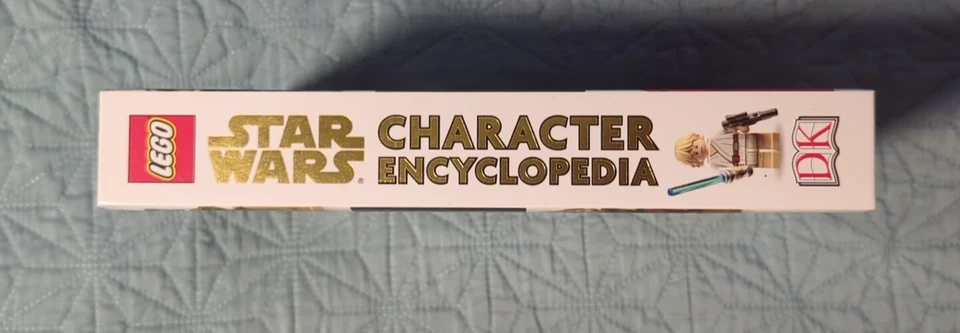 LEGO
STAR
WARS®
CHARACTER
ENCYCLOPEDIA
DK